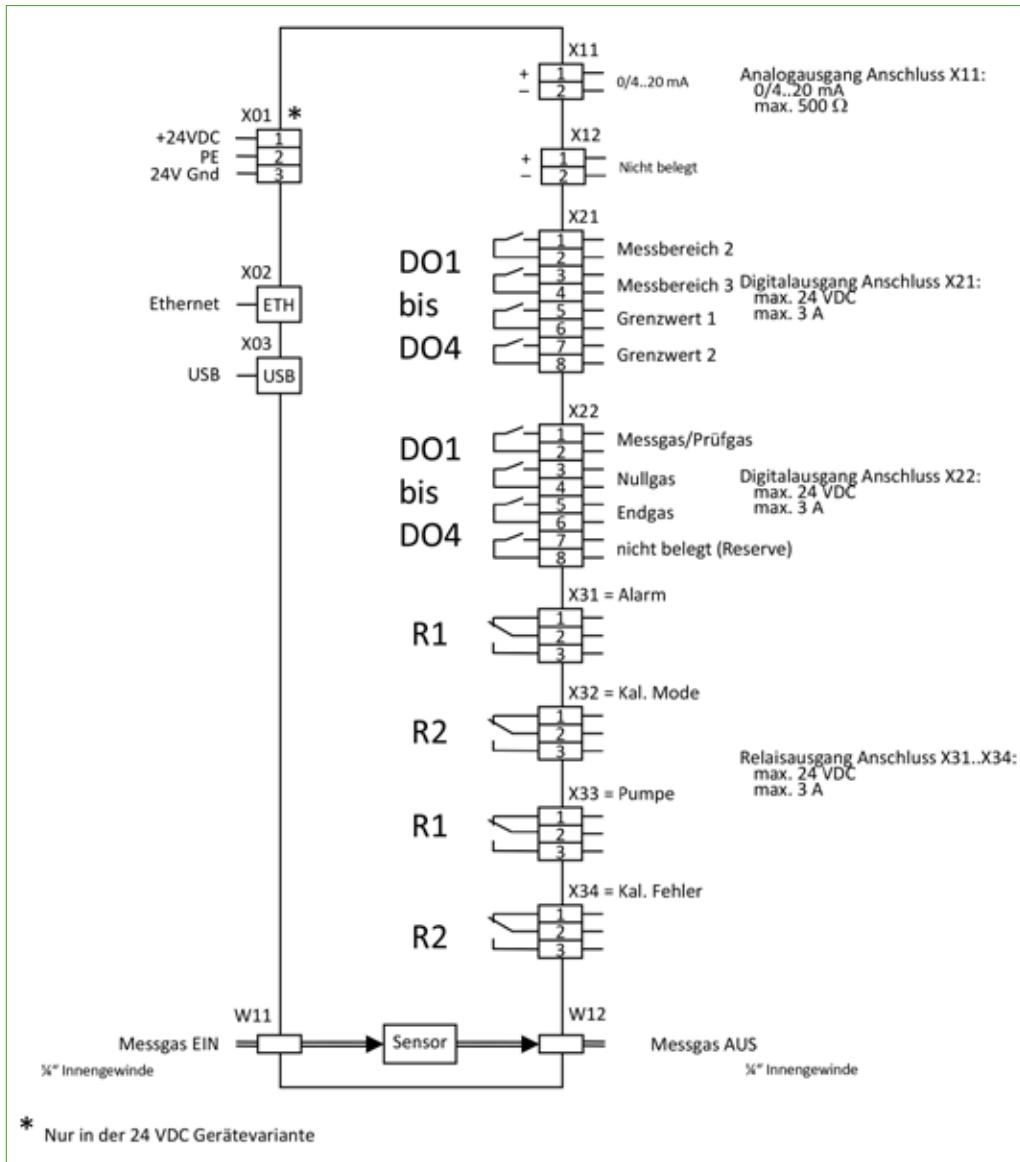 X11
+ 1 0/4..20 mA
– 2
Analogausgang Anschluss X11:
0/4..20 mA
max. 500 Ω
X01 *
+24VDC 1
PE 2
24V Gnd 3
X12
+ 1 Nicht belegt
– 2
X21
DO1
bis
DO4
1 Messbereich 2
2
3 Messbereich 3
4
5 Grenzwert 1
6
7 Grenzwert 2
8
Digitalausgang Anschluss X21:
max. 24 VDC
max. 3 A
X02
Ethernet ETH
X03
USB USB
X22
DO1
bis
DO4
1 Messgas/Prüfgas
2
3 Nullgas
4
5 Endgas
6
7 nicht belegt (Reserve)
8
Digitalausgang Anschluss X22:
max. 24 VDC
max. 3 A
X31 = Alarm
R1
1
2
3
X32 = Kal. Mode
R2
1
2
3
Relaisausgang Anschluss X31..X34:
max. 24 VDC
max. 3 A
X33 = Pumpe
R1
1
2
3
X34 = Kal. Fehler
R2
1
2
3
W11
W12
Messgas EIN
Sensor
Messgas AUS
¼" Innengewinde
¼" Innengewinde
* Nur in der 24 VDC Gerätevariante